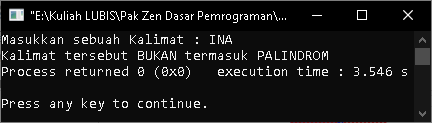 "E:\Kuliah LUBIS\Pak Zen Dasar Pemrograman\...
Masukkan sebuah Kalimat : INA
Kalimat tersebut BUKAN termasuk PALINDROM
Process returned 0 (0x0)   execution time : 3.546 s
Press any key to continue.